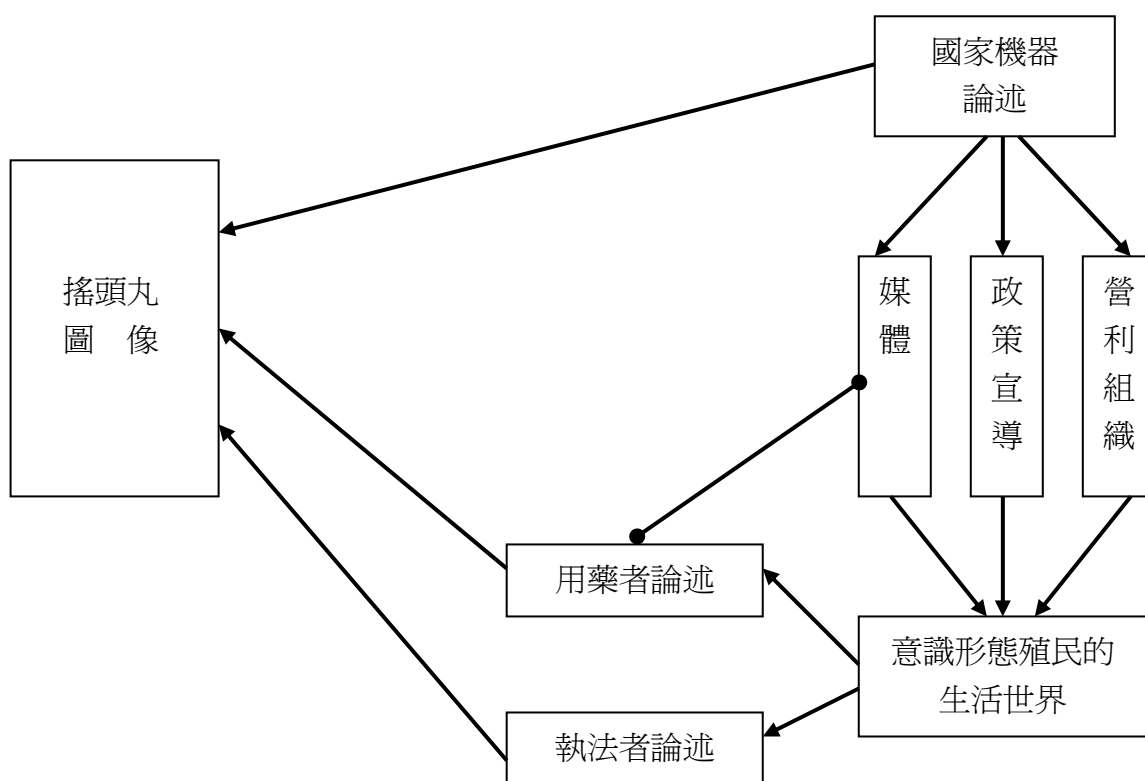 國家機器
論述
搖頭丸
圖　像
媒體
政策宣導
營利組織
用藥者論述
意識形態殖民的
生活世界
執法者論述